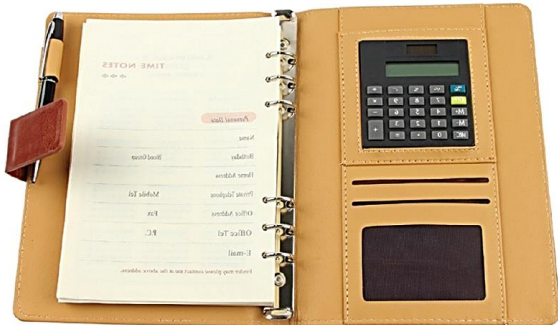 TIME NOTES
Personal Data
Name
Birthday Blood Group
Home Address
Private Telephone Mobile Tel
Office Address Fax
Office Tel P.C.
E-mail
Finder may please contact me at the above address.